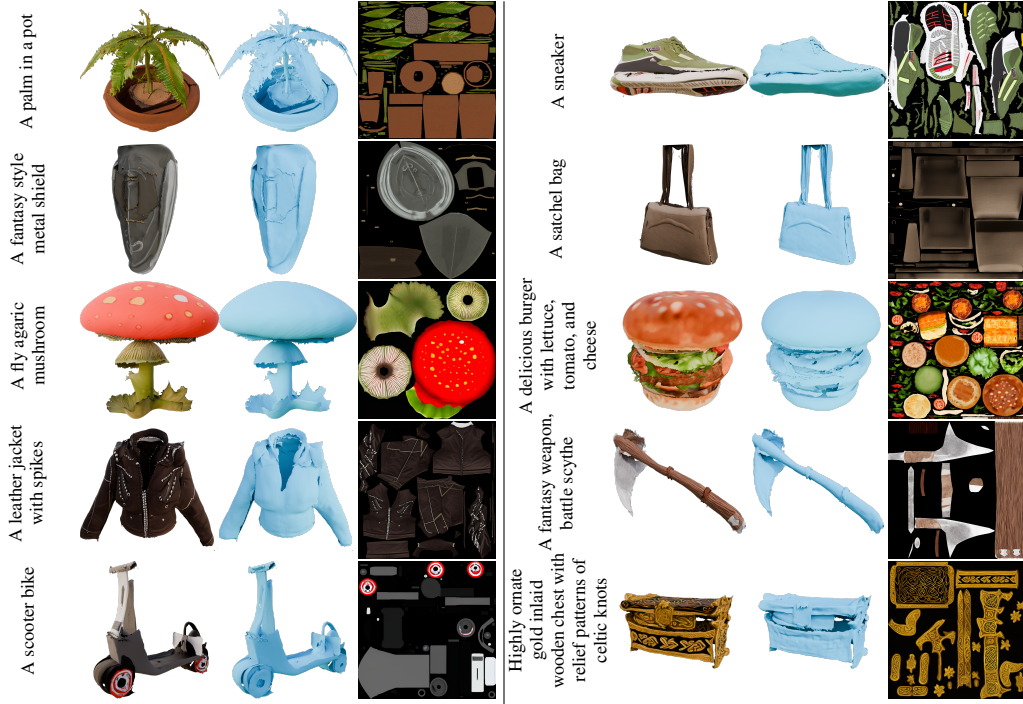 A palm in a pot
A fantasy style
metal shield
A fly agaric
mushroom
A leather jacket
with spikes
A scooter bike
A sneaker
A satchel bag
A delicious burger
with lettuce,
tomato, and
cheese
A fantasy weapon,
battle scythe
Highly ornate
gold inlaid
wooden chest with
relief patterns of
celtic knots